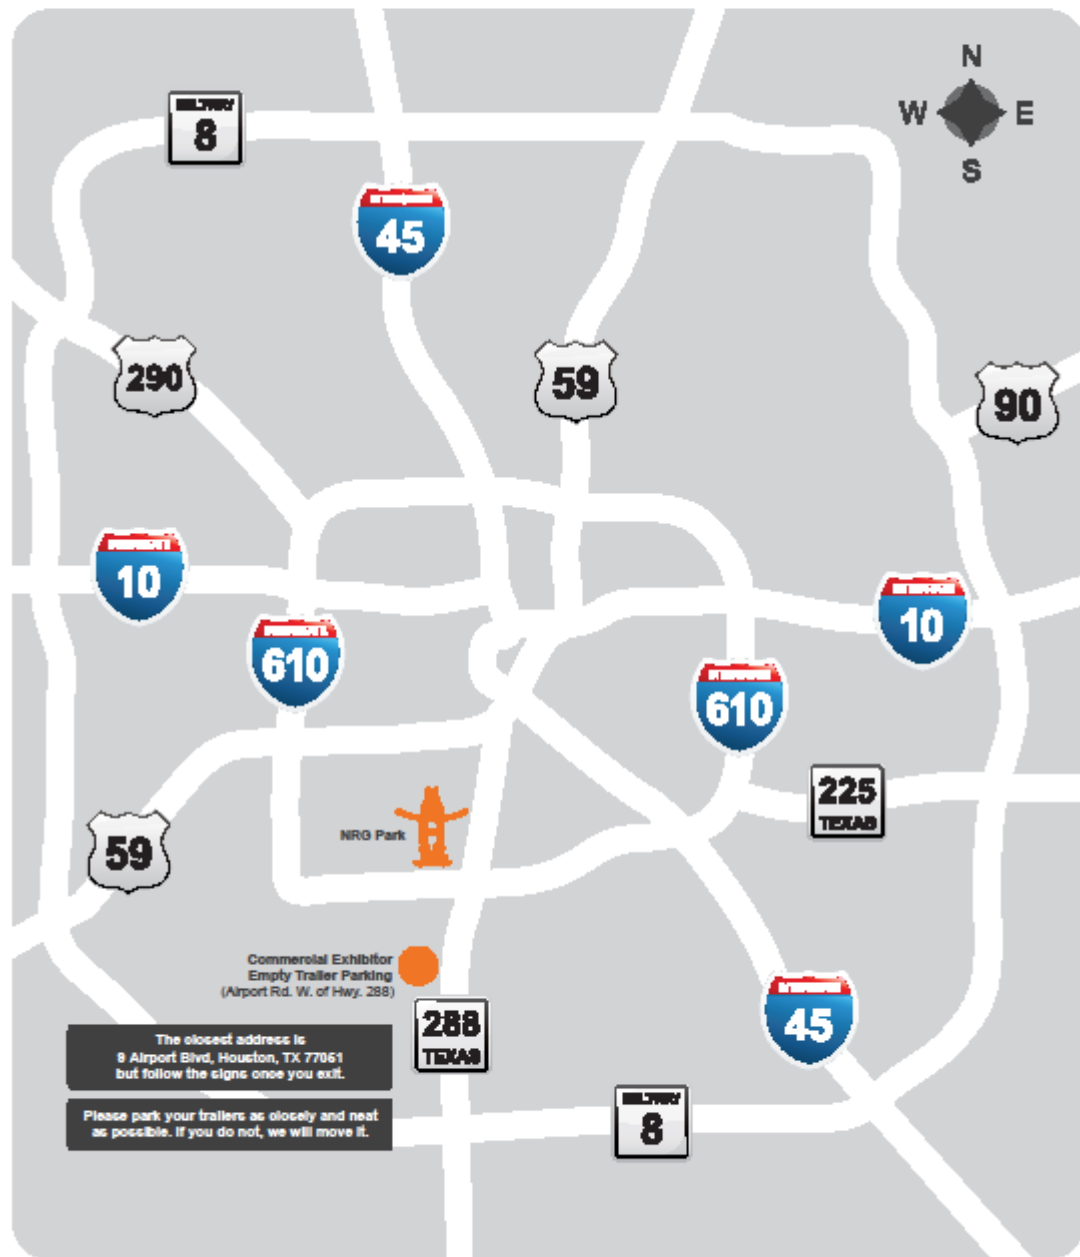 N
W E
S
BELTWAY
8
45
290
59
90
10
10
610
610
225
TEXAS
NRG Park
59
Commercial Exhibitor
Empty Trailer Parking
(Airport Rd. W. of Hwy. 288)
288
TEXAS
45
The closest address is
9 Airport Blvd, Houston, TX 77061
but follow the signs once you exit.
Please park your trailers as closely and neat
as possible. If you do not, we will move it.
BELTWAY
8